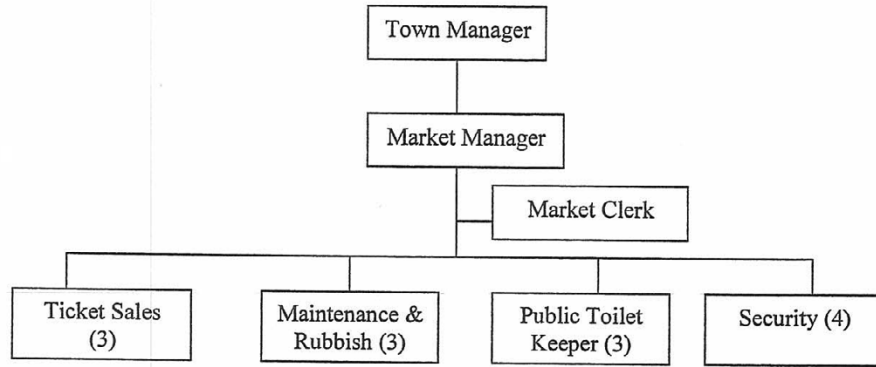 Town Manager
Market Manager
Market Clerk
Ticket Sales
(3)
Maintenance &
Rubbish (3)
Public Toilet
Keeper (3)
Security (4)